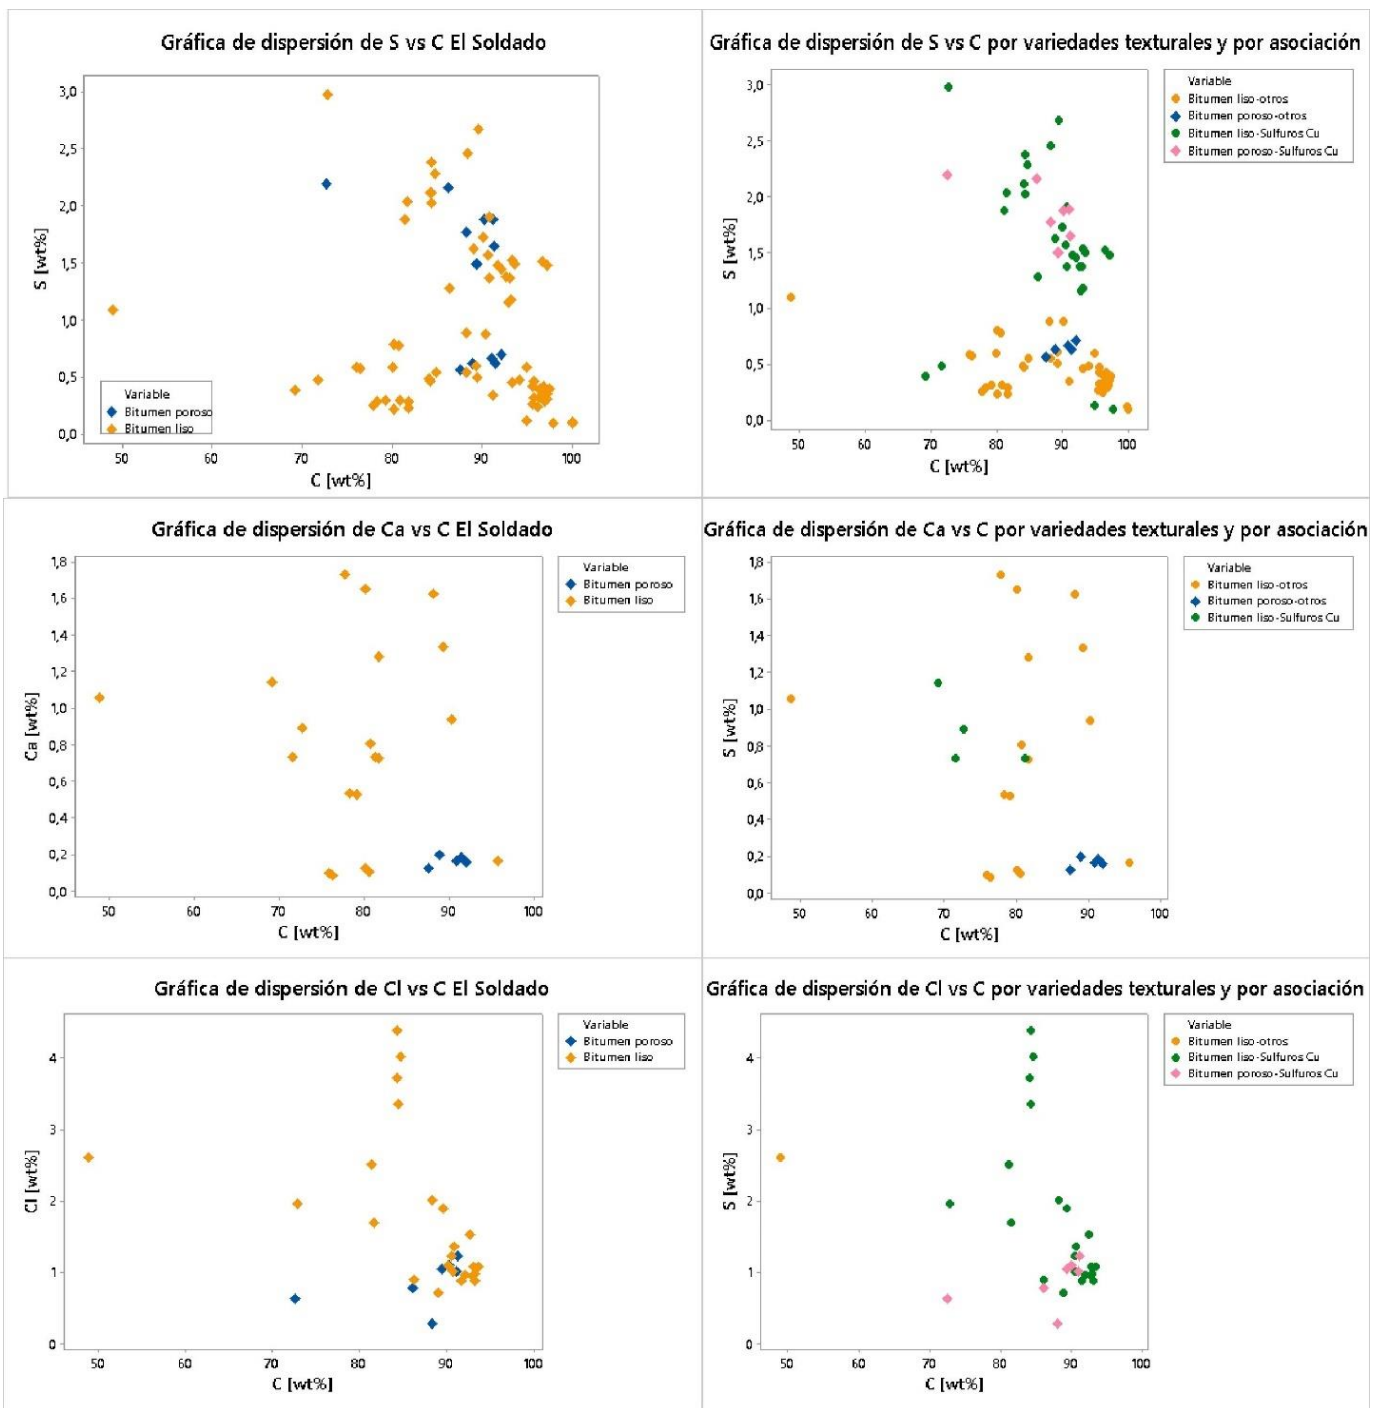 Gráfica de dispersión de S vs C El Soldado
3,0
2,5
2,0
1,5
1,0
0,5
0,0
S [wt%]
Variable
Bitumen poroso
Bitumen liso
50 60 70 80 90 100
C [wt%]
Gráfica de dispersión de S vs C por variedades texturales y por asociación
3,0
2,5
2,0
1,5
1,0
0,5
0,0
S [wt%]
Variable
Bitumen liso-otros
Bitumen poroso-otros
Bitumen liso-Sulfuros Cu
Bitumen poroso-Sulfuros Cu
50 60 70 80 90 100
C [wt%]
Gráfica de dispersión de Ca vs C El Soldado
1,8
1,6
1,4
1,2
1,0
0,8
0,6
0,4
0,2
0,0
Ca [wt%]
Variable
Bitumen poroso
Bitumen liso
50 60 70 80 90 100
C [wt%]
Gráfica de dispersión de Ca vs C por variedades texturales y por asociación
1,8
1,6
1,4
1,2
1,0
0,8
0,6
0,4
0,2
0,0
S [wt%]
Variable
Bitumen liso-otros
Bitumen poroso-otros
Bitumen liso-Sulfuros Cu
50 60 70 80 90 100
C [wt%]
Gráfica de dispersión de Cl vs C El Soldado
4
3
2
1
0
Cl [wt%]
Variable
Bitumen poroso
Bitumen liso
50 60 70 80 90 100
C [wt%]
Gráfica de dispersión de Cl vs C por variedades texturales y por asociación
4
3
2
1
0
S [wt%]
Variable
Bitumen liso-otros
Bitumen liso-Sulfuros Cu
Bitumen poroso-Sulfuros Cu
50 60 70 80 90 100
C [wt%]